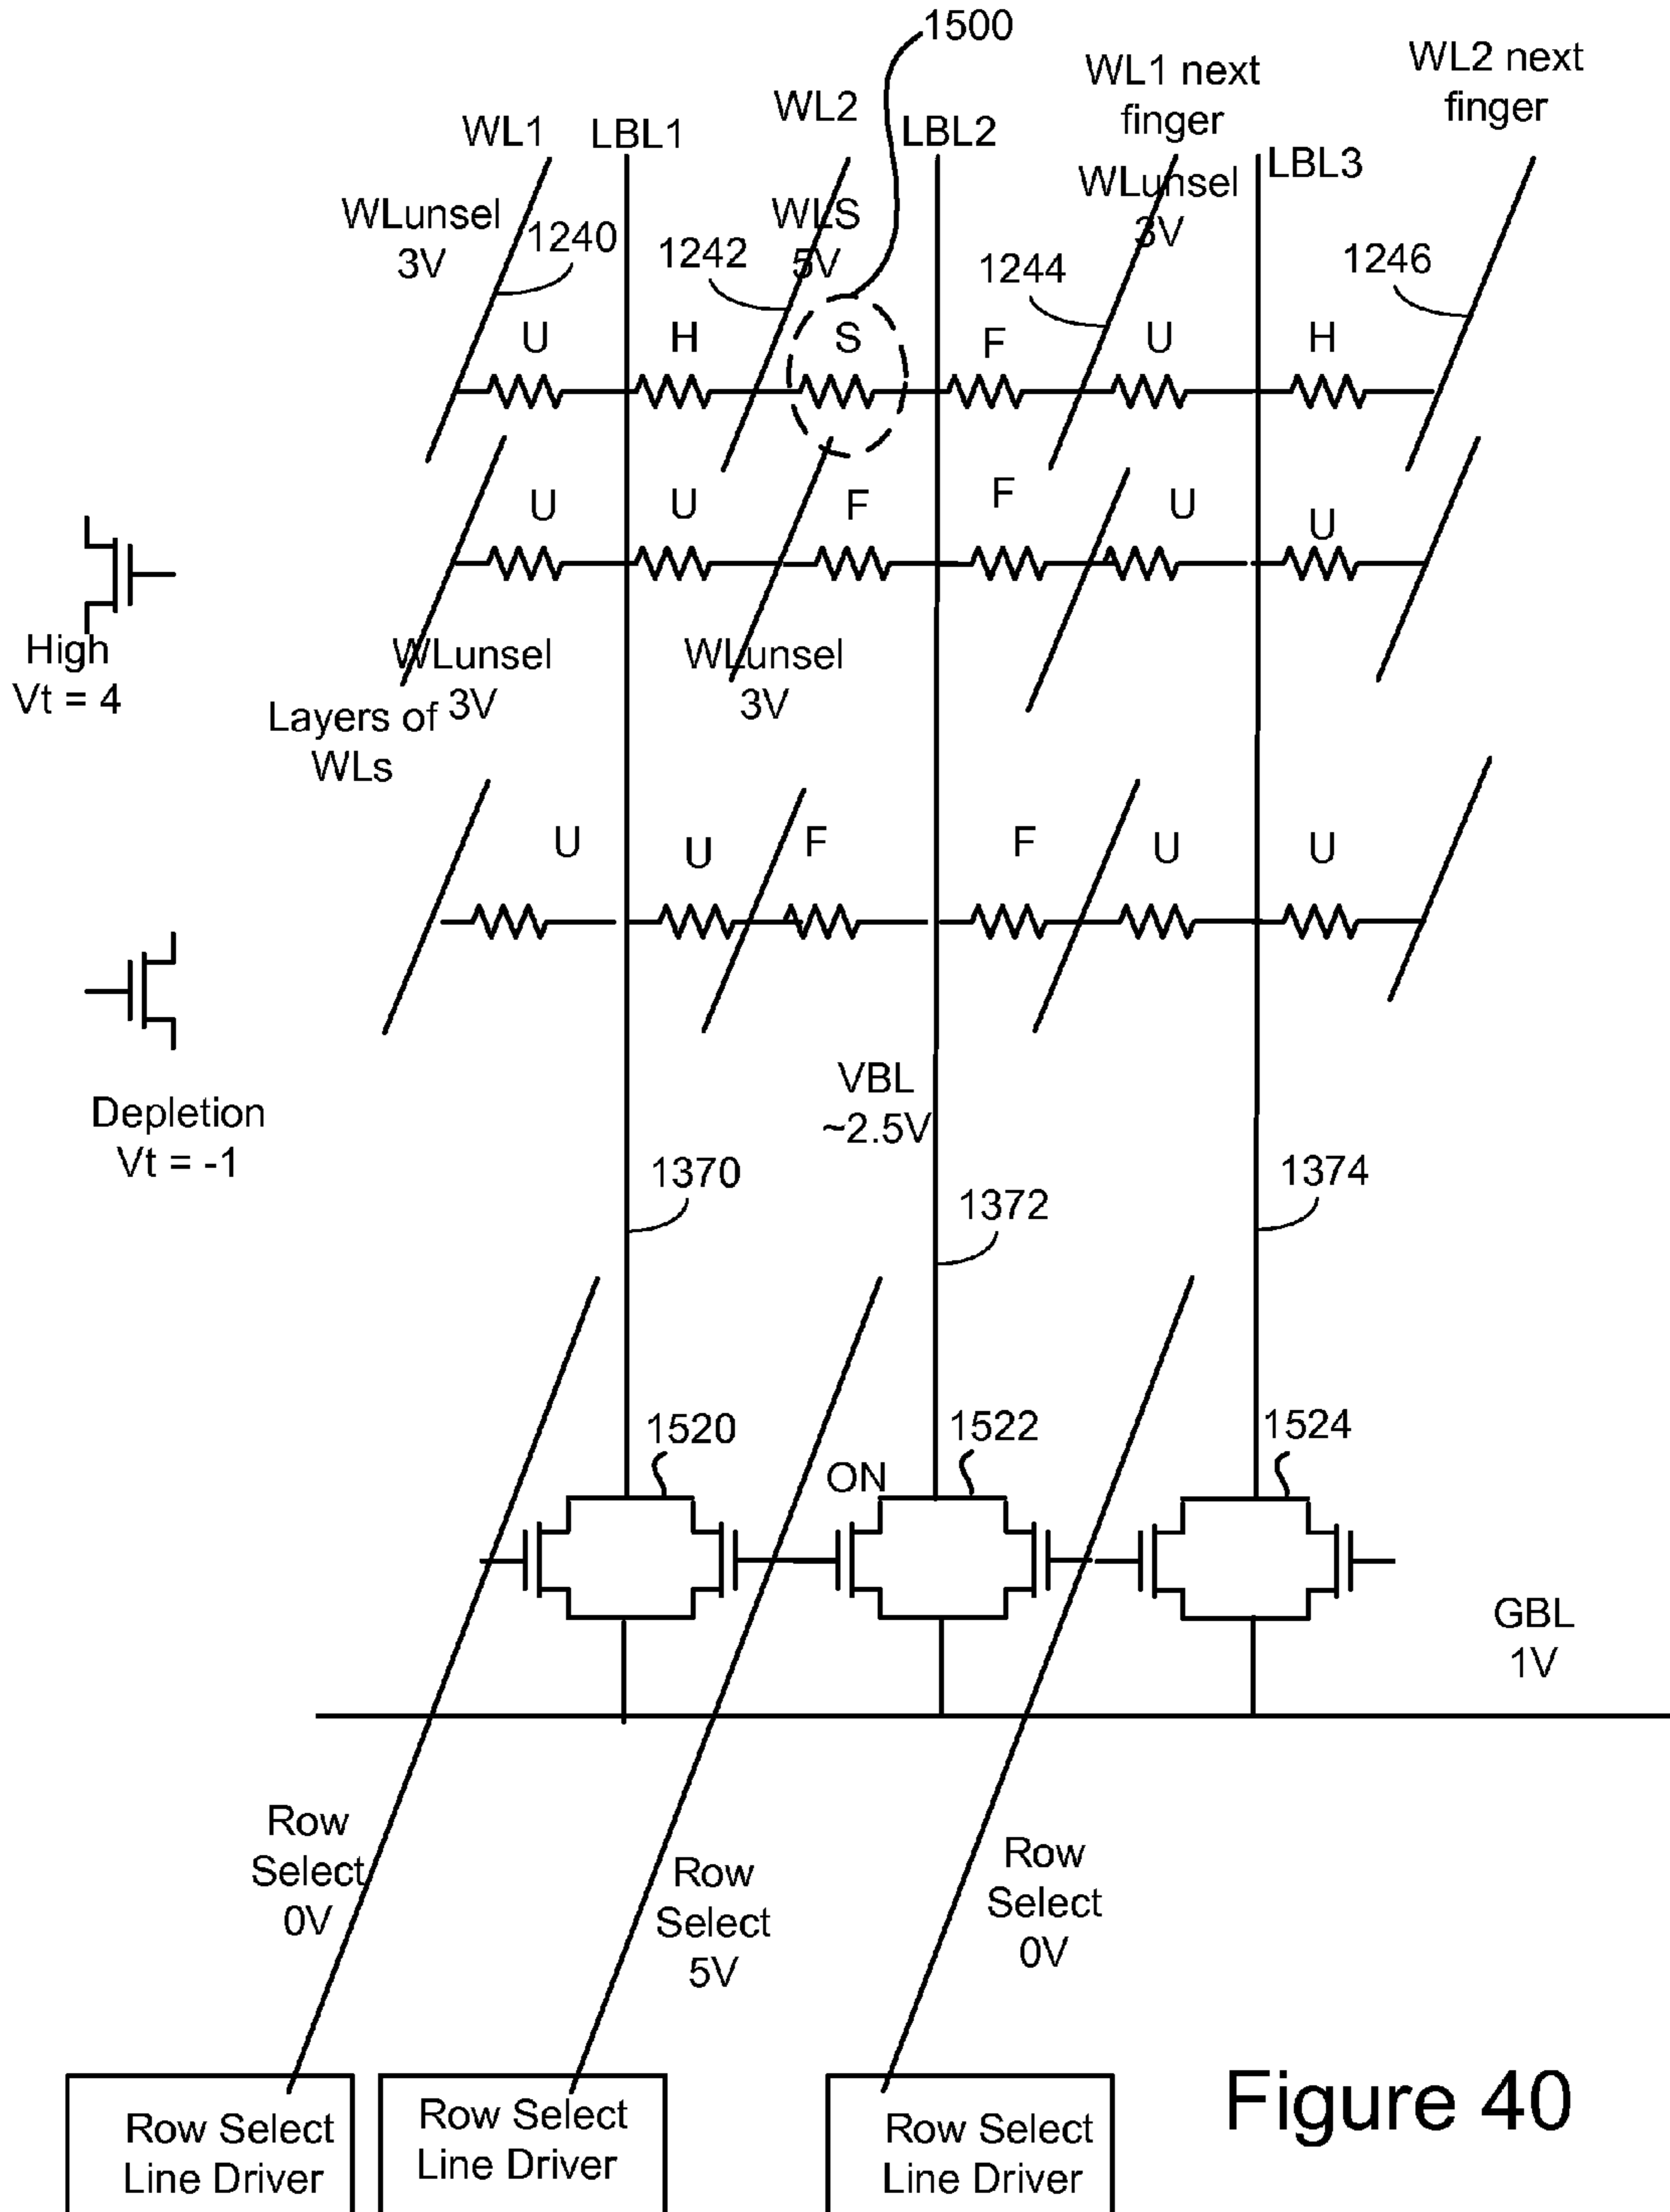 1500
WL1 next
finger
WL2 next
finger
WL1
LBL1
WL2
LBL2
LBL3
WLunsel
3V
1240
1242
WLS
5V
1244
WLunsel
3V
1246
U H S F U H
U U F F U U
High
Vt = 4
WLunsel
3V
WLunsel
3V
Layers of
WLs
U U F F U U
Depletion
Vt = -1
VBL
~2.5V
1370
1372
1374
1520
ON
1522
1524
GBL
1V
Row
Select
0V
Row
Select
5V
Row
Select
0V
Row Select
Line Driver
Row Select
Line Driver
Row Select
Line Driver
Figure 40